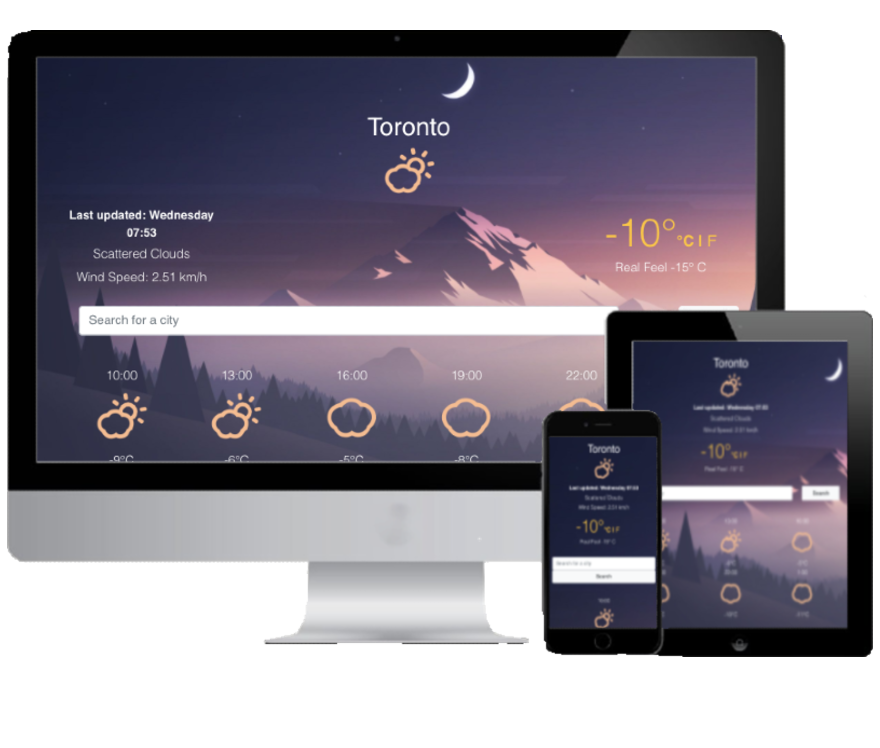 Toronto
Last updated: Wednesday
07:53
Scattered Clouds
Wind Speed: 2.51 km/h
-10° °C I F
Real Feel -15° C
Search for a city
10:00 13:00 16:00 19:00 22:00
-9°C -6°C -5°C -8°C
Toronto
Last updated: Wednesday 07:53
Scattered Clouds
Wind Speed: 2.51 km/h
-10° °C I F
Real Feel -15° C
Search
Toronto
Last updated: Wednesday 07:53
Scattered Clouds
Wind Speed: 2.51 km/h
-10° °C I F
Real Feel -15° C
Search for a city
Search